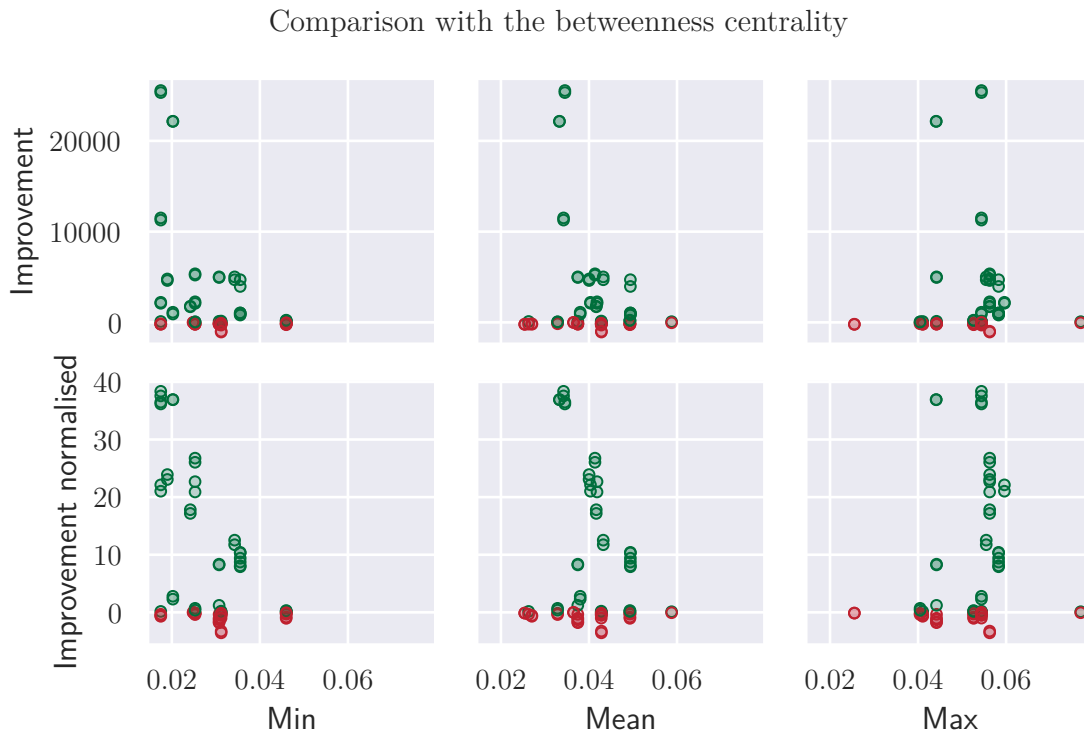 Comparison with the betweenness centrality
Improvement
20000
10000
0
Improvement normalised
40
30
20
10
0
0.02 0.04 0.06
0.02 0.04 0.06
0.02 0.04 0.06
Min
Mean
Max